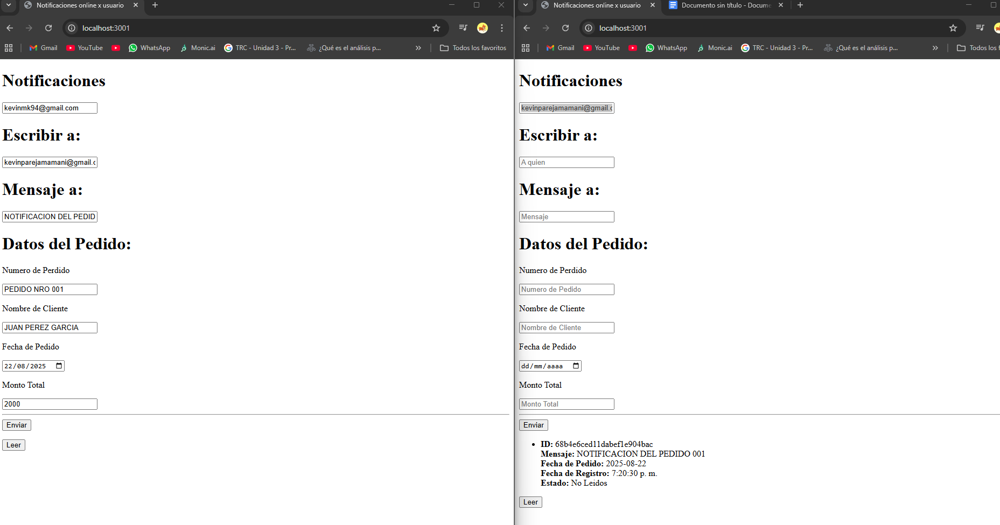 Notificaciones online x usuario
localhost:3001
Gmail YouTube WhatsApp Monic.ai TRC - Unidad 3 - Pr... ¿Qué es el análisis p... » Todos los favoritos
Notificaciones
kevinmk94@gmail.com
Escribir a:
kevinparejamamani@gmail.c
Mensaje a:
NOTIFICACION DEL PEDID
Datos del Pedido:
Numero de Perdido
PEDIDO NRO 001
Nombre de Cliente
JUAN PEREZ GARCIA
Fecha de Pedido
22/08/2025
Monto Total
2000
Enviar
Leer
Notificaciones online x usuario Documento sin título - Docume
localhost:3001
Gmail YouTube WhatsApp Monic.ai TRC - Unidad 3 - Pr... ¿Qué es el análisis p... » Todos los f
Notificaciones
kevinparejamamani@gmail.c
Escribir a:
A quien
Mensaje a:
Mensaje
Datos del Pedido:
Numero de Perdido
Numero de Pedido
Nombre de Cliente
Nombre de Cliente
Fecha de Pedido
dd/mm/aaaa
Monto Total
Monto Total
Enviar
• ID: 68b4e6ced11dabef1e904bac
Mensaje: NOTIFICACION DEL PEDIDO 001
Fecha de Pedido: 2025-08-22
Fecha de Registro: 7:20:30 p. m.
Estado: No Leidos
Leer